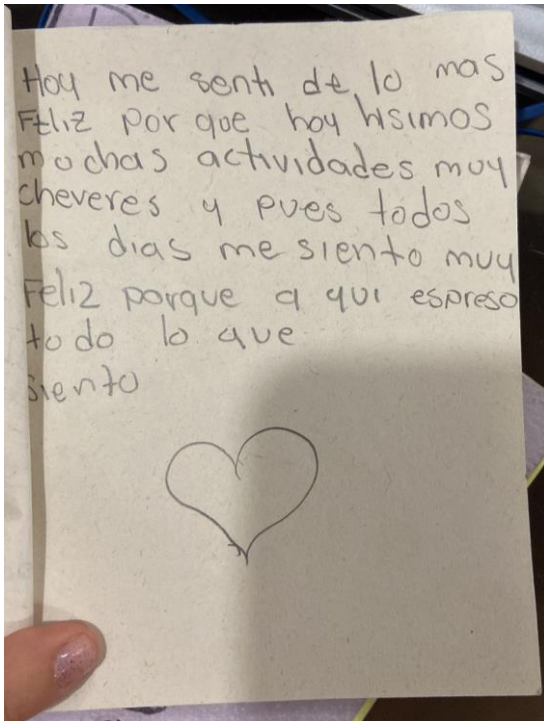 Hoy me senti de lo mas
Feliz por que hoy hisimos
muchas actividades muy
cheveres y pues todos
los dias me siento muy
Feliz porque a qui espreso
todo lo que
siento